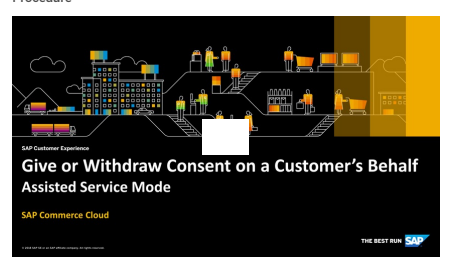 Procedure
SAP Customer Experience
Give or Withdraw Consent on a Customer's Behalf
Assisted Service Mode
SAP Commerce Cloud
THE BEST RUN SAP
© 2018 SAP SE or an SAP affiliate company. All rights reserved.